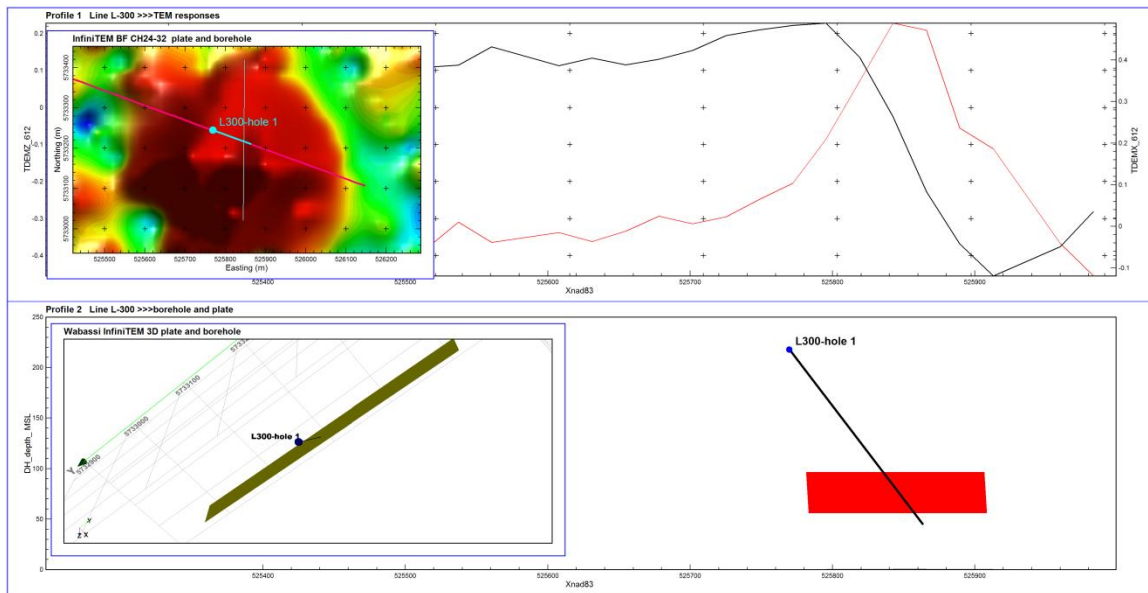 Profile 1 Line L-300 >>>TEM responses
InfiniTEM BF CH24-32 plate and borehole
L300-hole 1
5733400
5733300
5733200
5733100
5733000
Northing (m)
525500
525600
525700
525800
525900
526000
526100
526200
Easting (m)
0.2
0.1
0
-0.1
-0.2
-0.3
-0.4
TDEMZ_612
0.4
0.2
0
-0.1
TDEMX_612
525400
525500
525600
525700
525800
525900
Xnad83
Profile 2 Line L-300 >>>borehole and plate
Wabassi InfiniTEM 3D plate and borehole
250
200
150
100
50
0
DH_depth_MSL
5733100
5733000
5732900
L300-hole 1
Y
Y
Z X
L300-hole 1
525400
525500
525600
525700
525800
525900
Xnad83